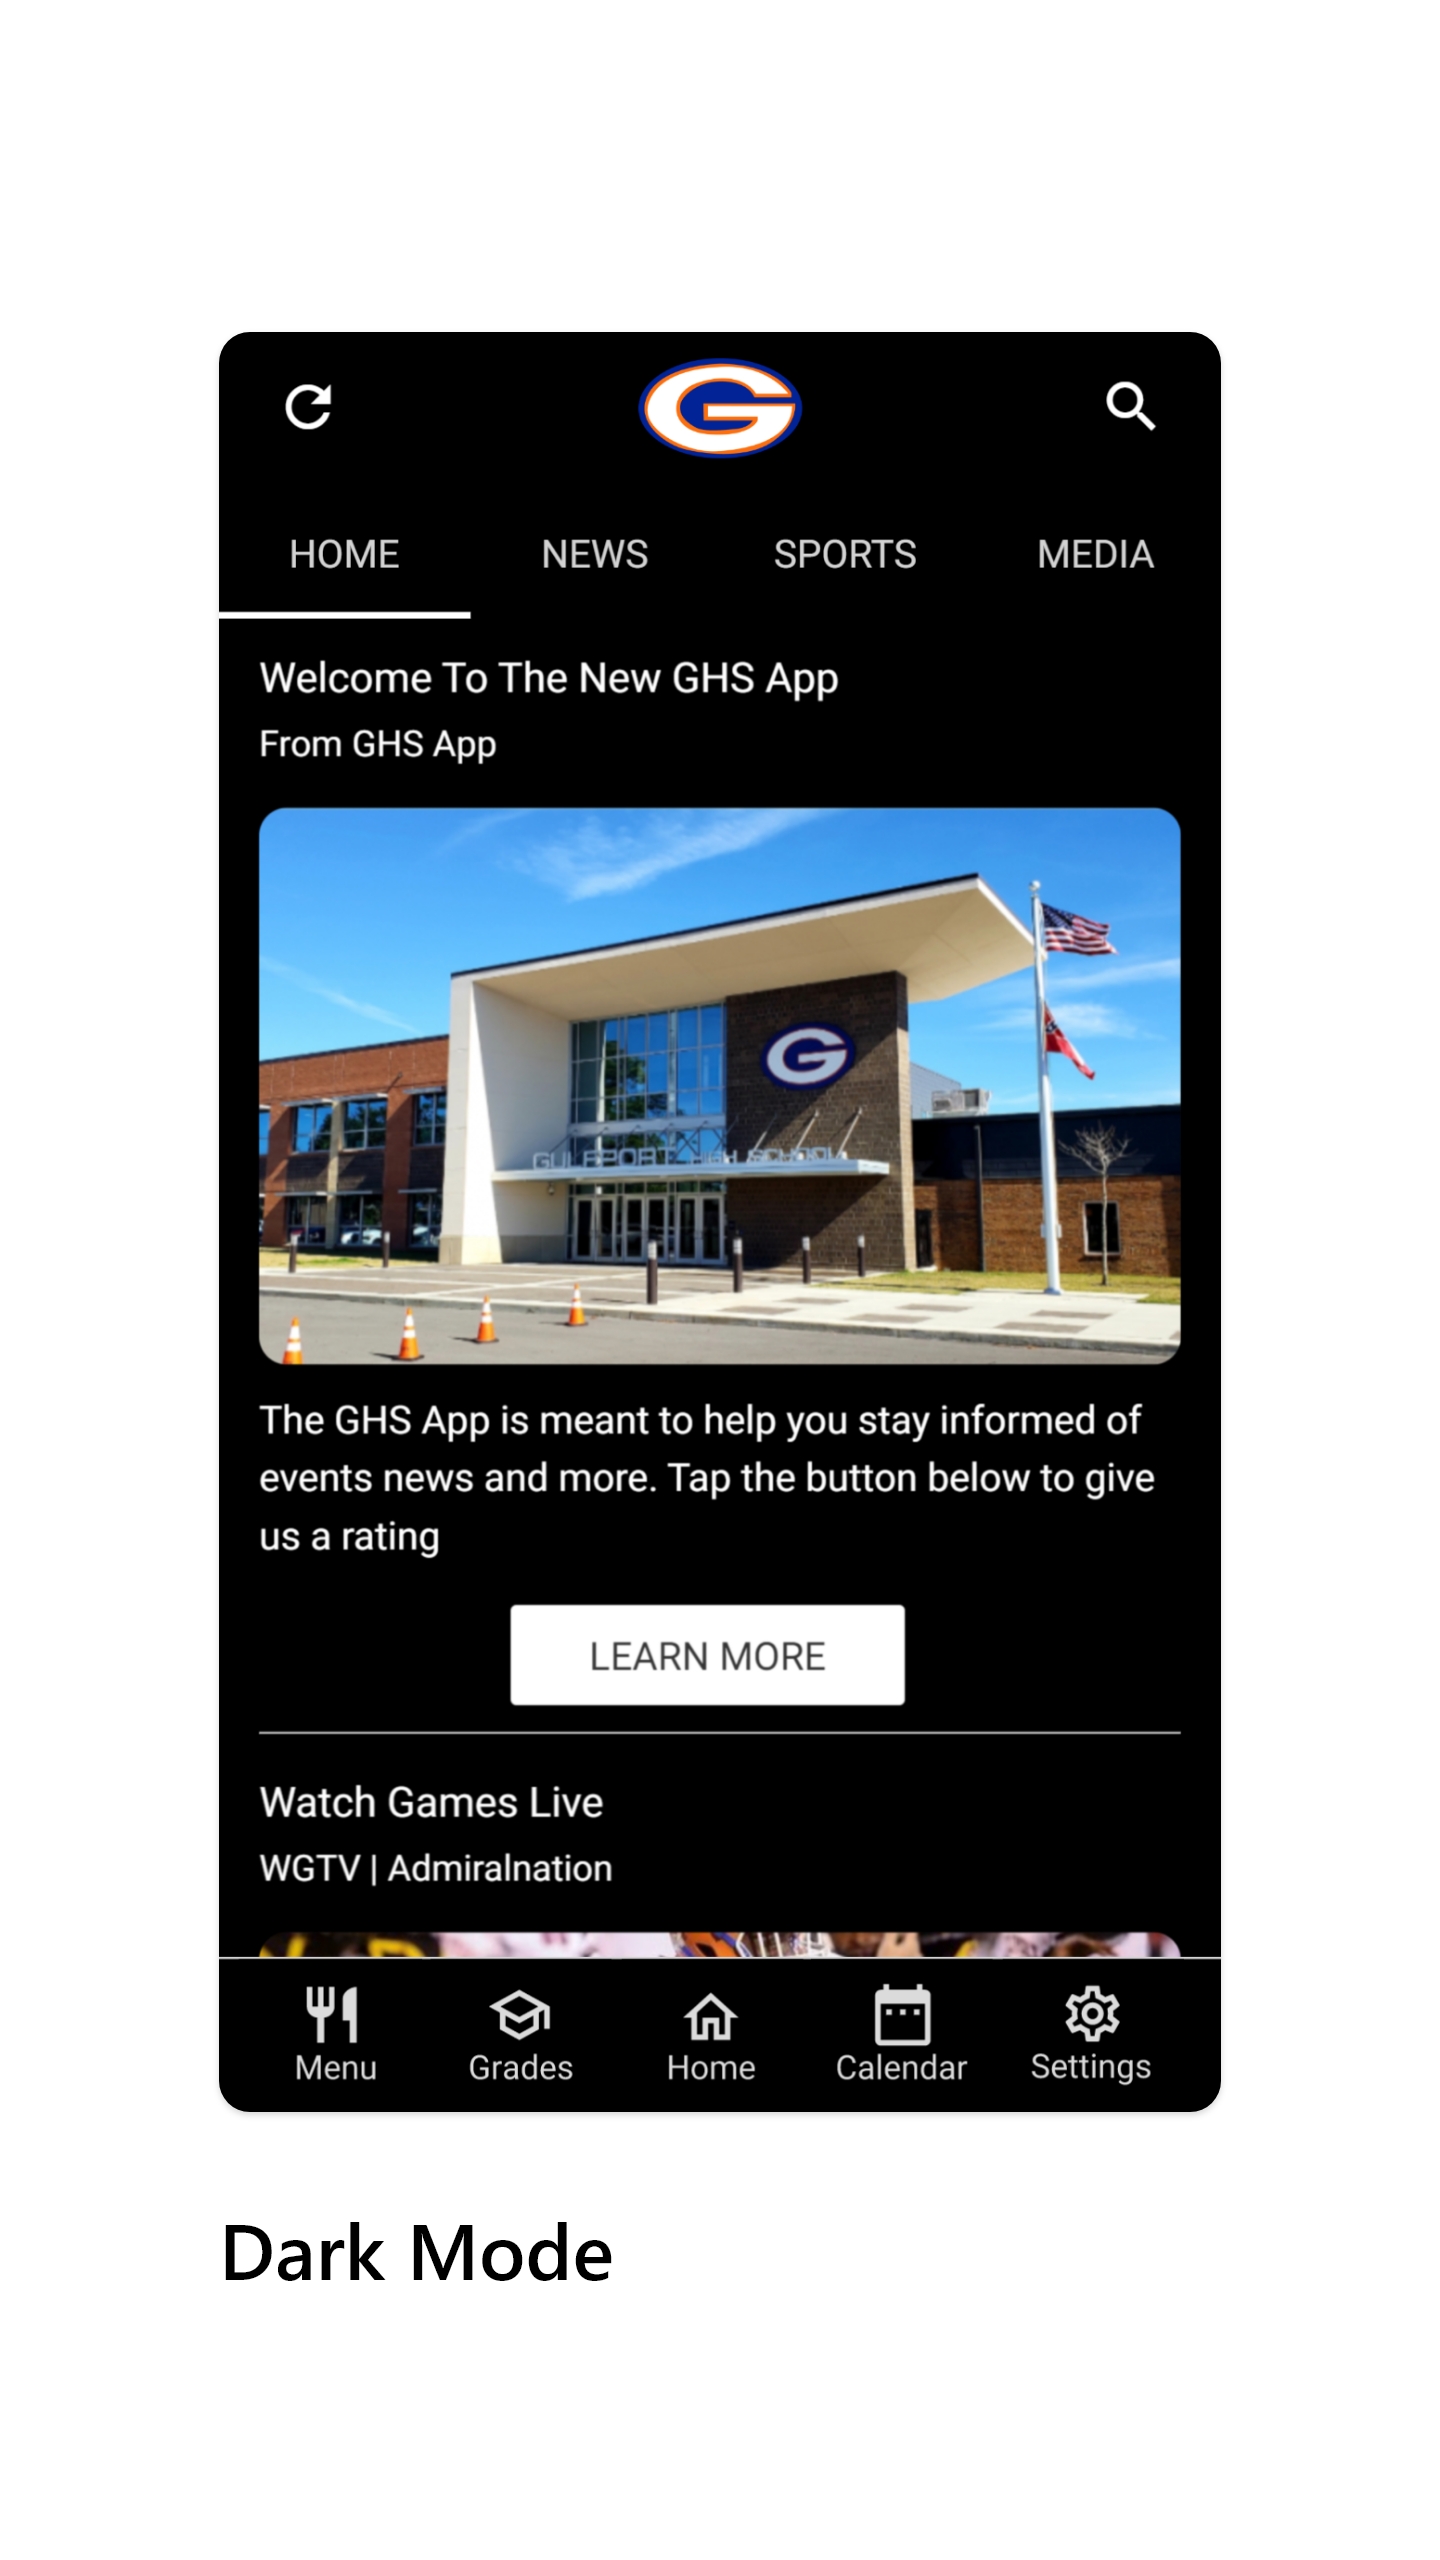 G
HOME NEWS SPORTS MEDIA
Welcome To The New GHS App
From GHS App
G
GULFPORT HIGH SCHOOL
The GHS App is meant to help you stay informed of
events news and more. Tap the button below to give
us a rating
LEARN MORE
Watch Games Live
WGTV | Admiralnation
Menu Grades Home Calendar Settings
Dark Mode